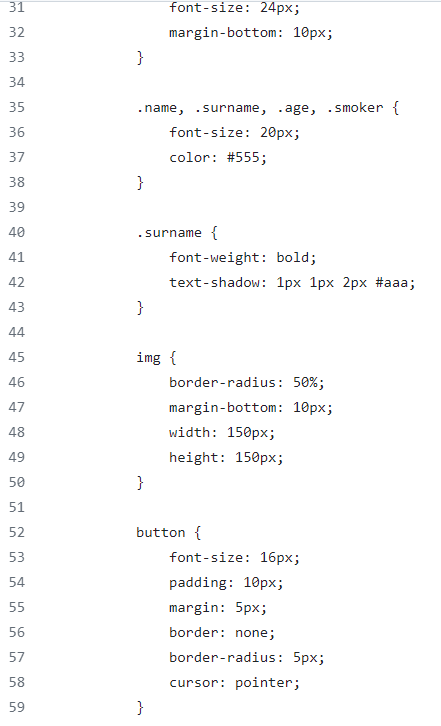 31 font-size: 24px;
32 margin-bottom: 10px;
33 }
34
35 .name, .surname, .age, .smoker {
36 font-size: 20px;
37 color: #555;
38 }
39
40 .surname {
41 font-weight: bold;
42 text-shadow: 1px 1px 2px #aaa;
43 }
44
45 img {
46 border-radius: 50%;
47 margin-bottom: 10px;
48 width: 150px;
49 height: 150px;
50 }
51
52 button {
53 font-size: 16px;
54 padding: 10px;
55 margin: 5px;
56 border: none;
57 border-radius: 5px;
58 cursor: pointer;
59 }